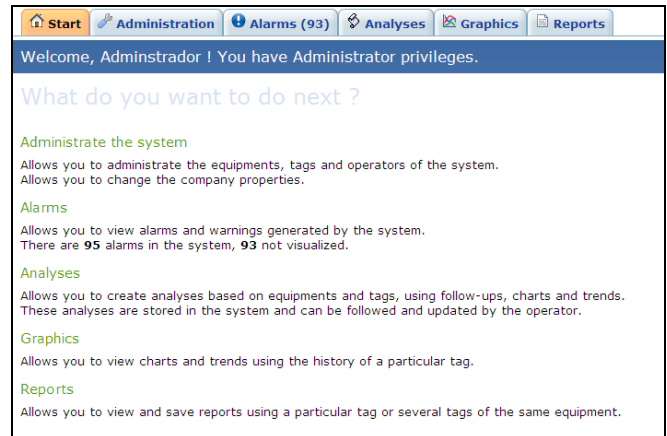 Start Administration Alarms (93) Analyses Graphics Reports
Welcome, Adminstrador ! You have Administrator privileges.
What do you want to do next ?
Administrate the system
Allows you to administrate the equipments, tags and operators of the system.
Allows you to change the company properties.
Alarms
Allows you to view alarms and warnings generated by the system.
There are 95 alarms in the system, 93 not visualized.
Analyses
Allows you to create analyses based on equipments and tags, using follow-ups, charts and trends.
These analyses are stored in the system and can be followed and updated by the operator.
Graphics
Allows you to view charts and trends using the history of a particular tag.
Reports
Allows you to view and save reports using a particular tag or several tags of the same equipment.